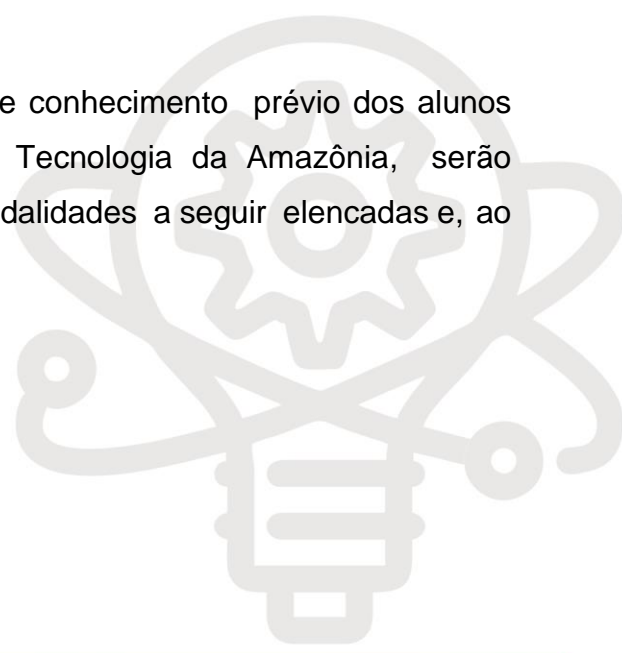 e conhecimento prévio dos alunos
Tecnologia da Amazônia, serão
dalidades a seguir elencadas e, ao